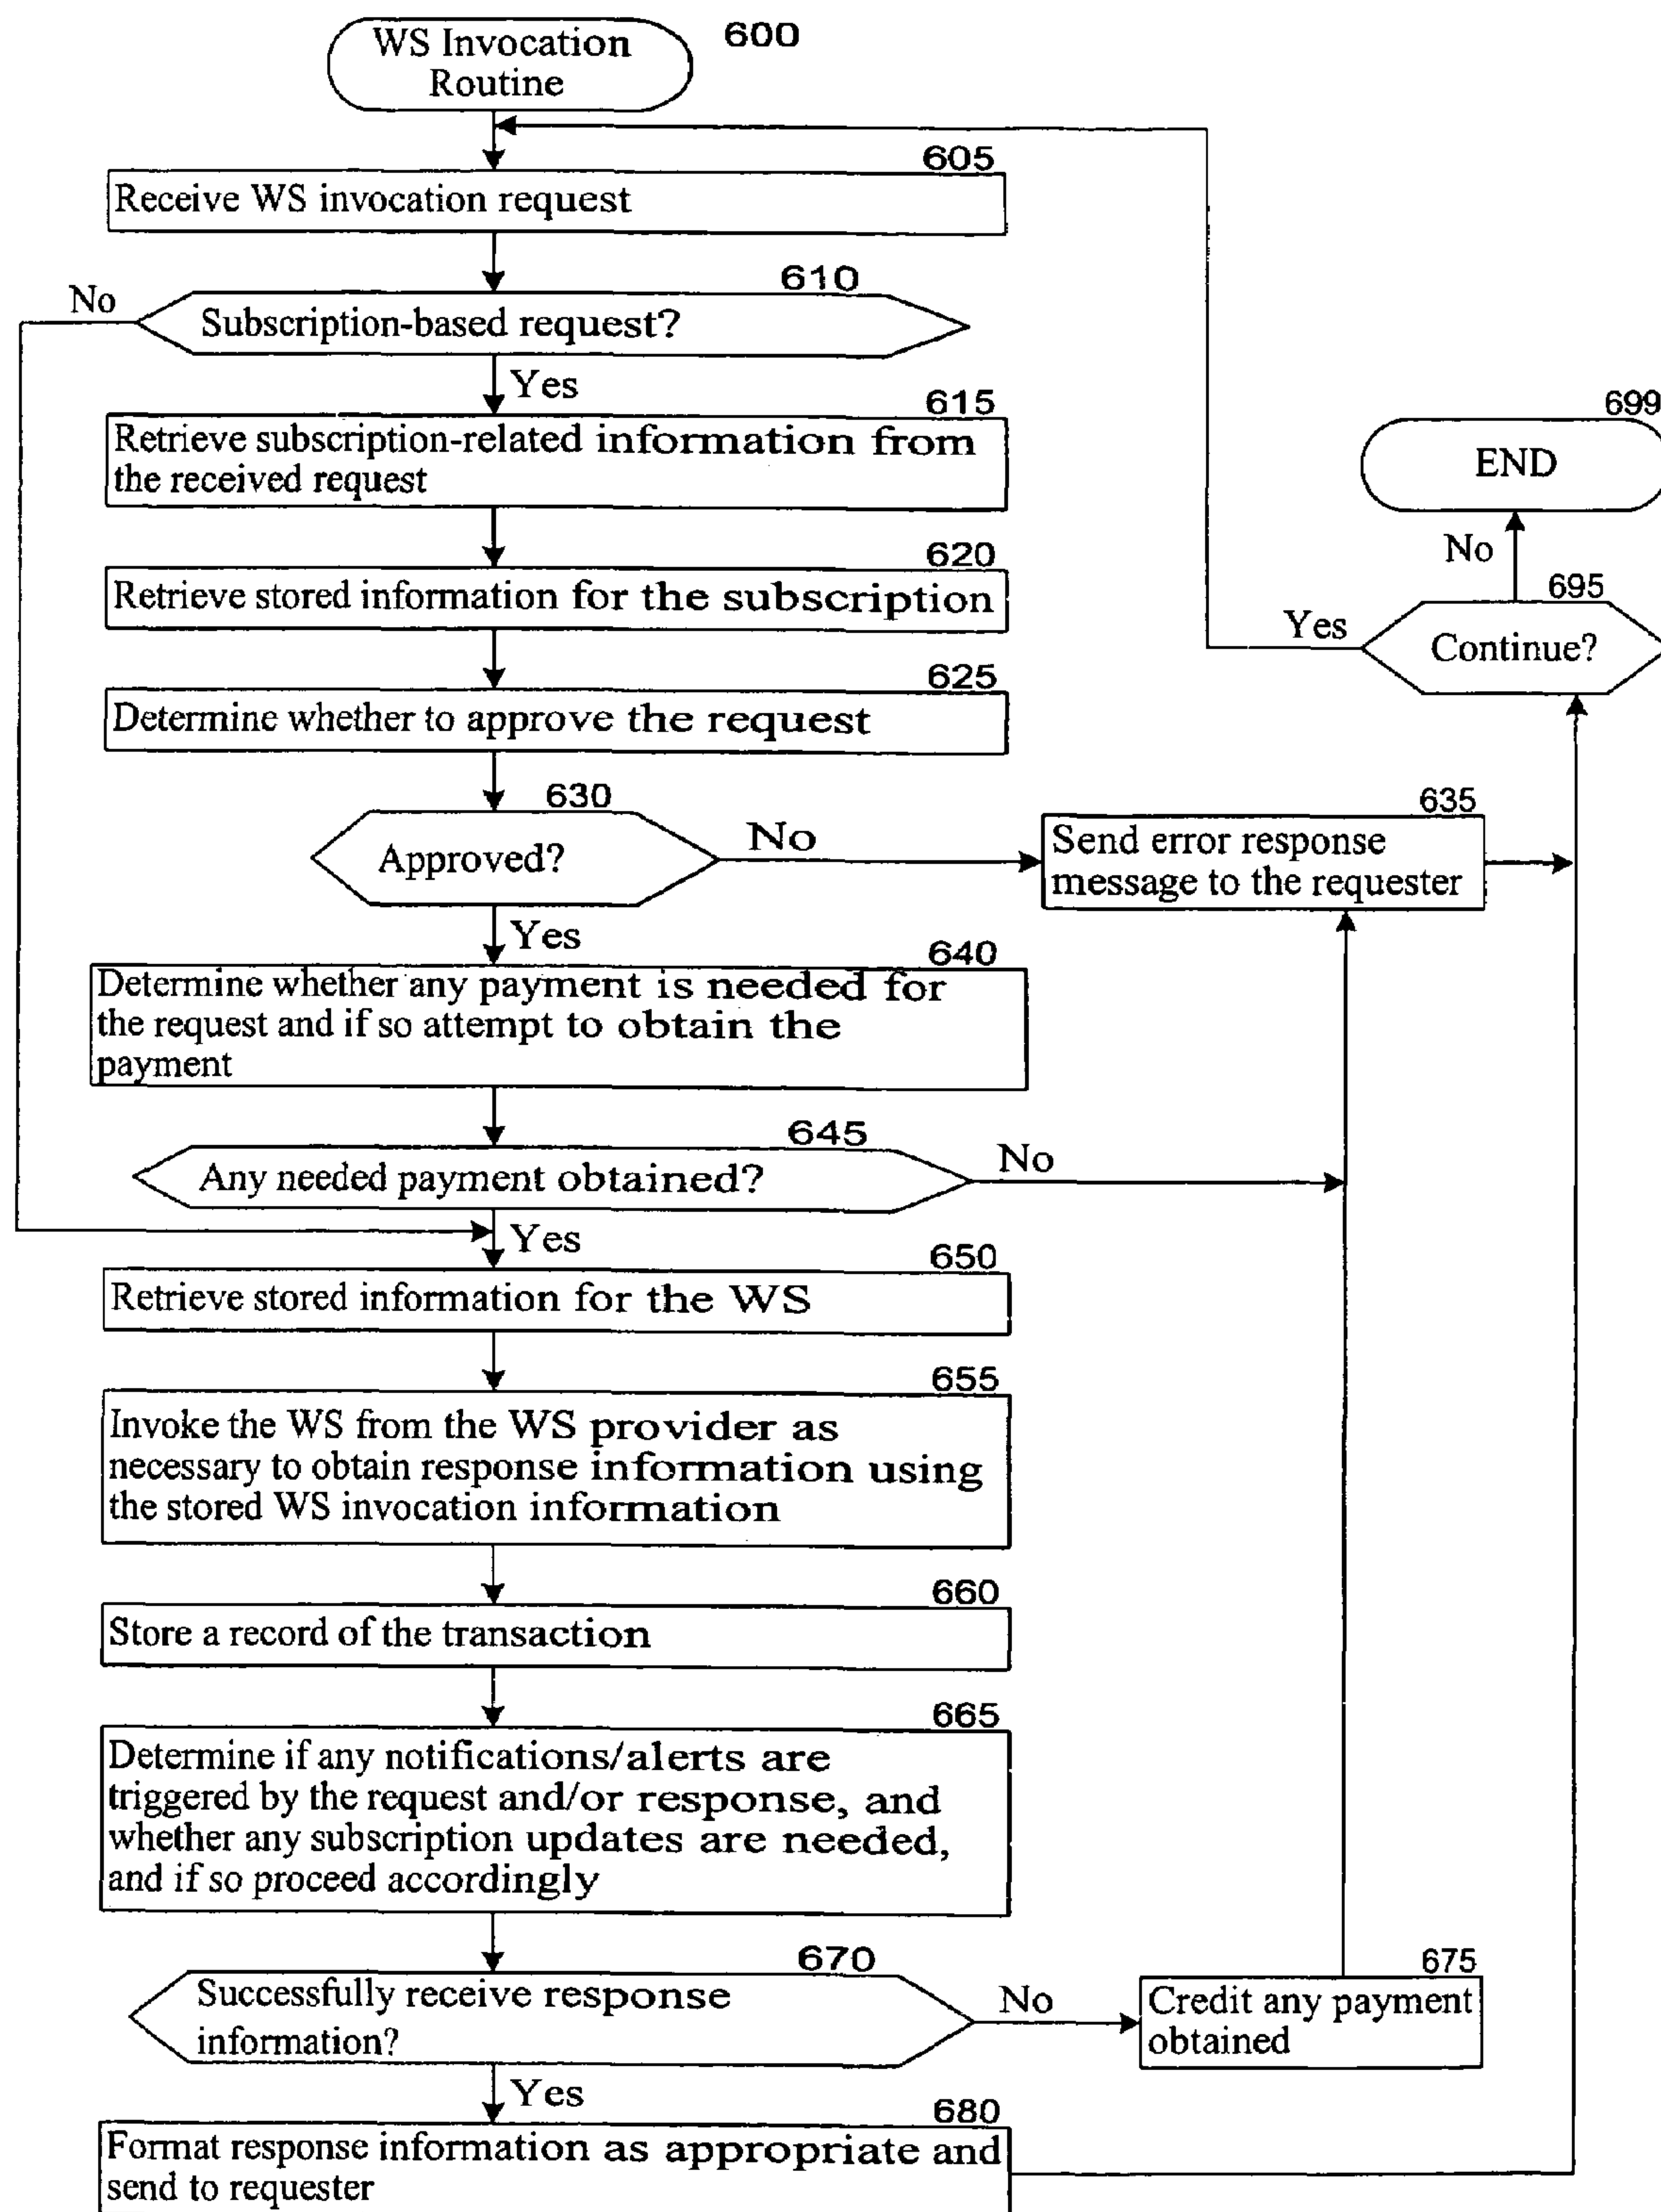 WS Invocation
Routine
600
605
Receive WS invocation request
610
No
Subscription-based request?
Yes
615
Retrieve subscription-related information from
the received request
699
END
No
620
Retrieve stored information for the subscription
695
Yes
Continue?
625
Determine whether to approve the request
630
Approved?
No
635
Send error response
message to the requester
Yes
640
Determine whether any payment is needed for
the request and if so attempt to obtain the
payment
645
Any needed payment obtained?
No
Yes
650
Retrieve stored information for the WS
655
Invoke the WS from the WS provider as
necessary to obtain response information using
the stored WS invocation information
660
Store a record of the transaction
665
Determine if any notifications/alerts are
triggered by the request and/or response, and
whether any subscription updates are needed,
and if so proceed accordingly
670
Successfully receive response
information?
No
675
Credit any payment
obtained
Yes
680
Format response information as appropriate and
send to requester